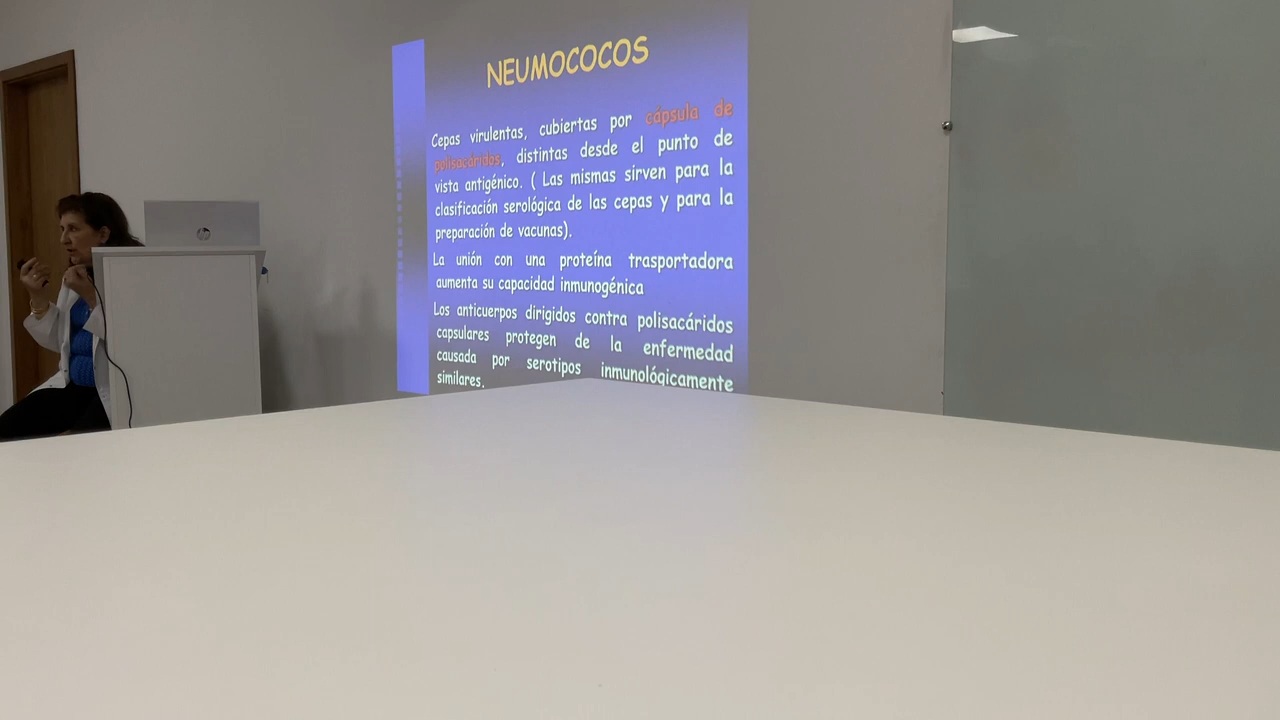 NEUMOCOCOS
Cepas virulentas, cubiertas por cápsula de
polisacáridos, distintas desde el punto de
vista antigénico. ( Las mismas sirven para la
clasificación serológica de las cepas y para la
preparación de vacunas).
La unión con una proteína trasportadora
aumenta su capacidad inmunogénica
Los anticuerpos dirigidos contra polisacáridos
capsulares protegen de la enfermedad
causada por serotipos inmunológicamente
similares.
hp